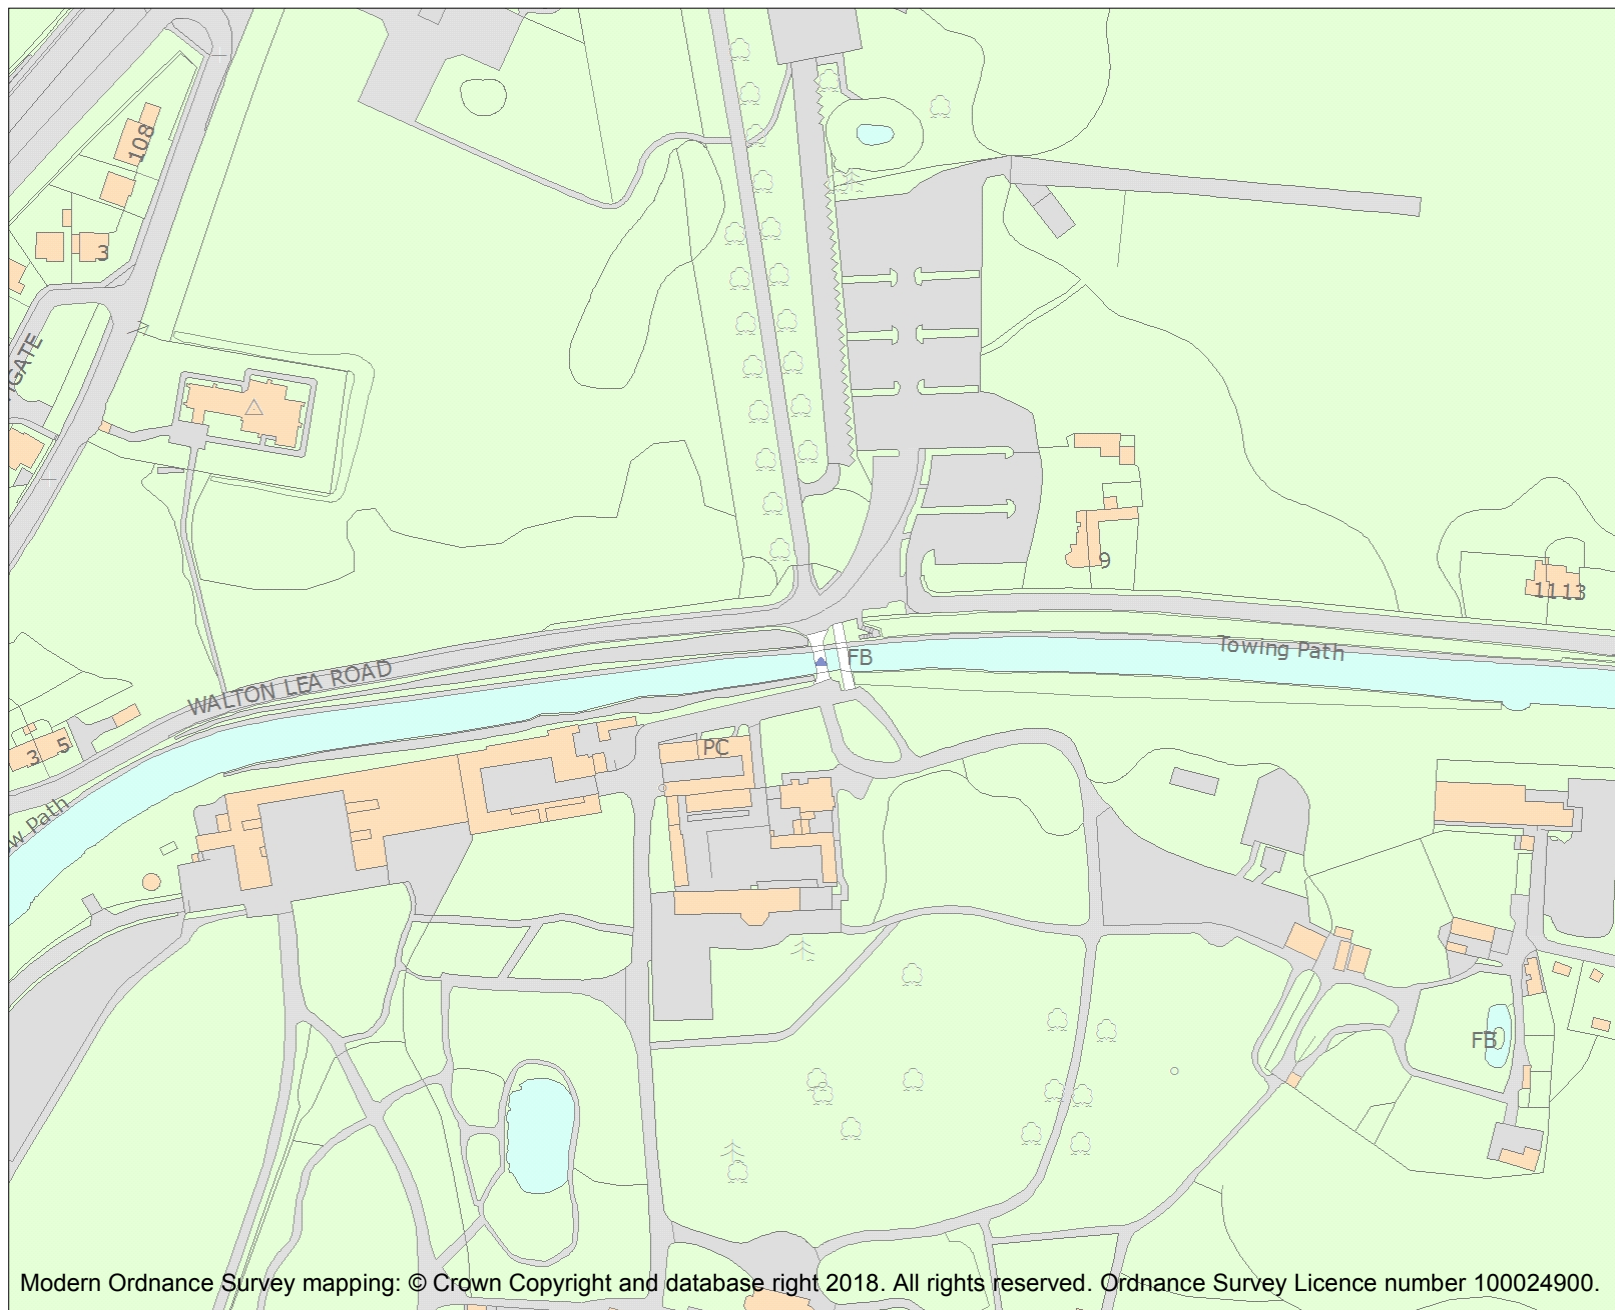 108
3
GATE
9
11 13
Towing Path
FB
WALTON LEA ROAD
3
5
PC
w Path
FB
Modern Ordnance Survey mapping: © Crown Copyright and database right 2018. All rights reserved. Ordnance Survey Licence number 100024900.